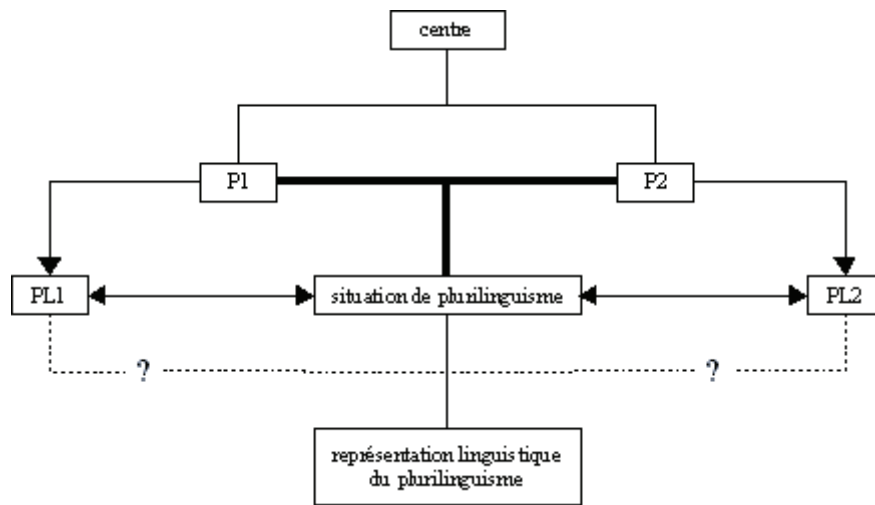 centre
P1
P2
PL1
situation de plurilinguisme
PL2
?
?
représentation linguistique
du plurilinguisme